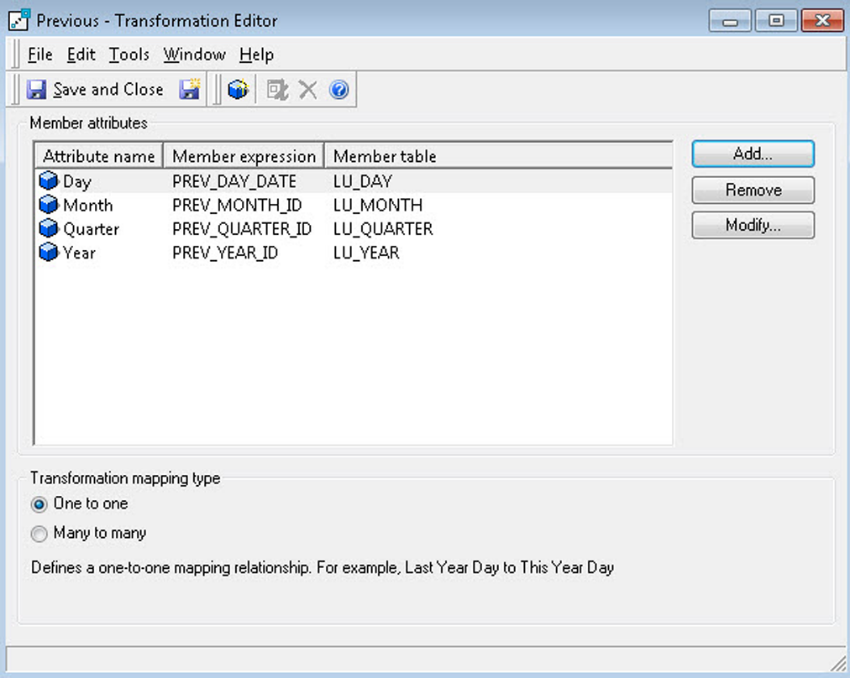 Previous - Transformation Editor
File Edit Tools Window Help
Save and Close
Member attributes
Attribute name Member expression Member table
Day PREV_DAY_DATE LU_DAY
Month PREV_MONTH_ID LU_MONTH
Quarter PREV_QUARTER_ID LU_QUARTER
Year PREV_YEAR_ID LU_YEAR
Add...
Remove
Modify...
Transformation mapping type
One to one
Many to many
Defines a one-to-one mapping relationship. For example, Last Year Day to This Year Day